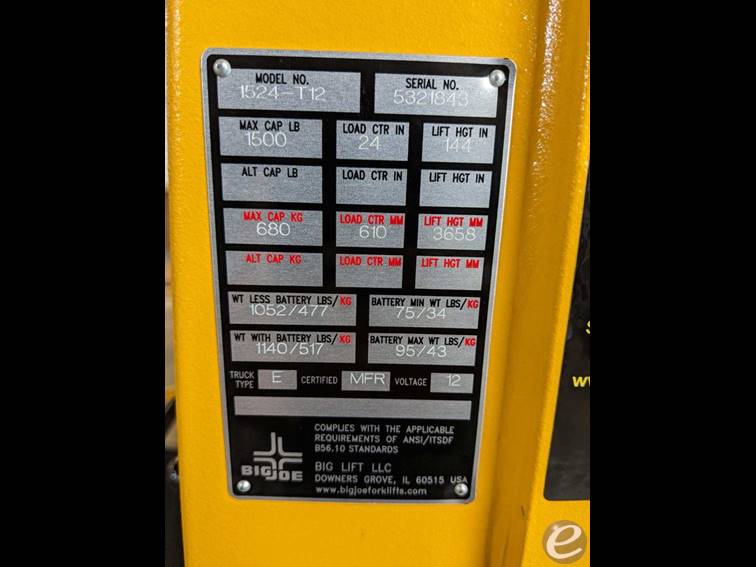 MODEL NO. SERIAL NO.
1524-T12 5321843
MAX CAP LB LOAD CTR IN LIFT HGT IN
1500 24 144
ALT CAP LB LOAD CTR IN LIFT HGT IN
MAX CAP KG LOAD CTR MM LIFT HGT MM
680 610 3658
ALT CAP KG LOAD CTR MM LIFT HGT MM
WT LESS BATTERY LBS/KG BATTERY MIN WT LBS/KG
1052/477 75/34
WT WITH BATTERY LBS/KG BATTERY MAX WT LBS/KG
1140/517 95/43
TRUCK TYPE E CERTIFIED MFR VOLTAGE 12
COMPLIES WITH THE APPLICABLE
REQUIREMENTS OF ANSI/ITSDF
B56.10 STANDARDS
BIG JOE
BIG LIFT LLC
DOWNERS GROVE, IL 60515 USA
www.bigjoeforklifts.com
S
ww
e